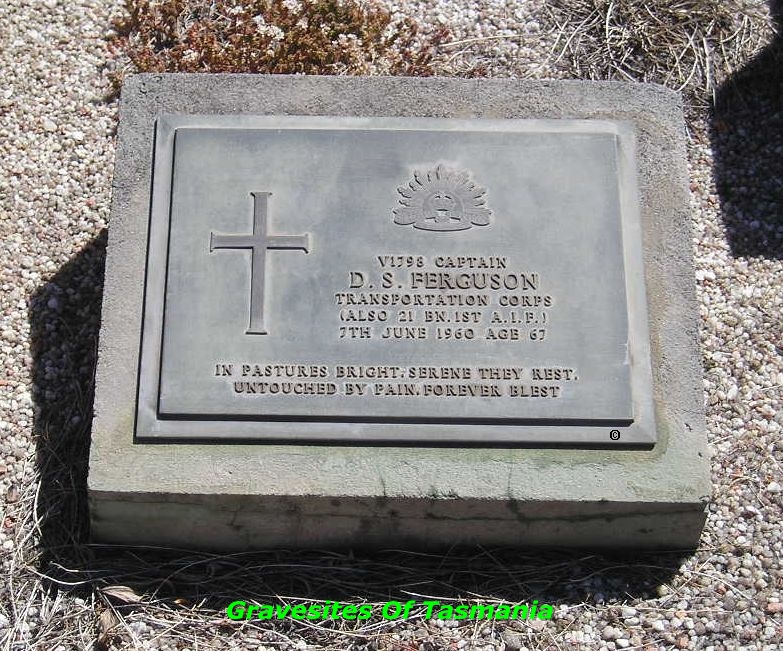 V1798 CAPTAIN
D. S. FERGUSON
TRANSPORTATION CORPS
(ALSO 21 BN. 1ST A.I.F.)
7TH JUNE 1960 AGE 67
IN PASTURES BRIGHT, SERENE THEY REST.
UNTOUCHED BY PAIN, FOREVER BLEST
©
Gravesites Of Tasmania